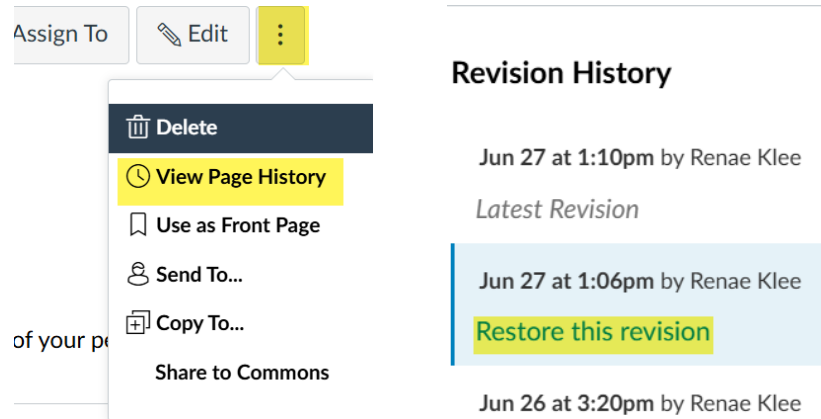 Assign To
Edit
Delete
View Page History
Use as Front Page
Send To...
Copy To...
Share to Commons
of your
Revision History
Jun 27 at 1:10pm by Renae Klee
Latest Revision
Jun 27 at 1:06pm by Renae Klee
Restore this revision
Jun 26 at 3:20pm by Renae Klee